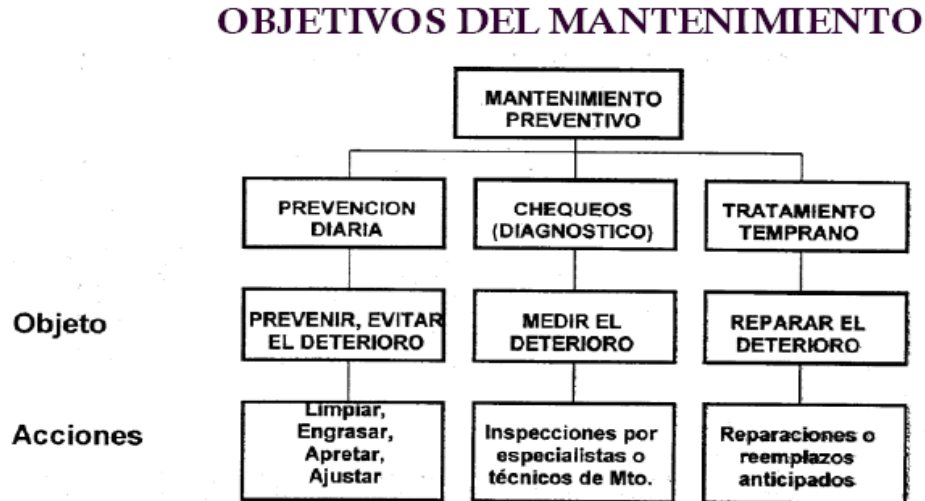 OBJETIVOS DEL MANTENIMIENTO
MANTENIMIENTO
PREVENTIVO
PREVENCION
DIARIA
CHEQUEOS
(DIAGNOSTICO)
TRATAMIENTO
TEMPRANO
Objeto
PREVENIR, EVITAR
EL DETERIORO
MEDIR EL
DETERIORO
REPARAR EL
DETERIORO
Acciones
Limpiar,
Engrasar,
Apretar,
Ajustar
Inspecciones por
especialistas o
técnicos de Mto.
Reparaciones o
reemplazos
anticipados